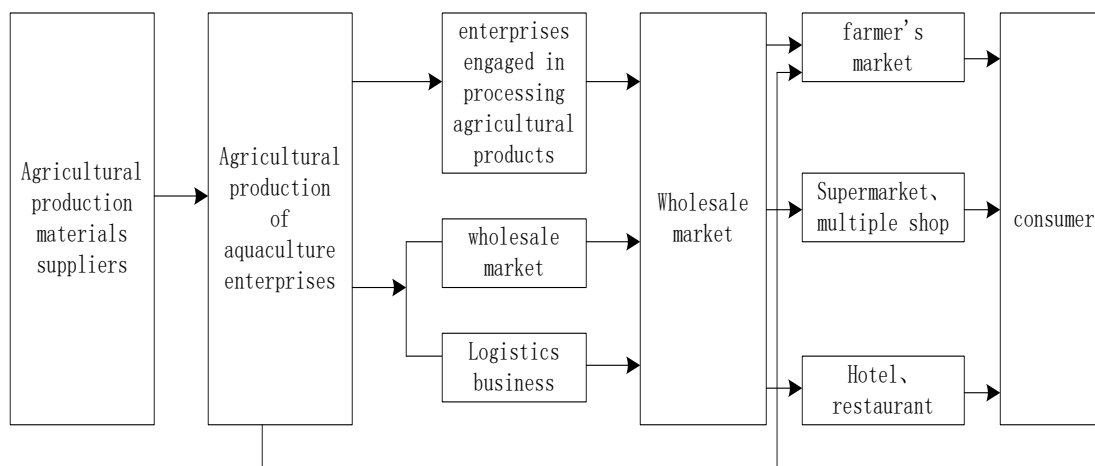 Agricultural
production
materials
suppliers
Agricultural
production
of
aquaculture
enterprises
enterprises
engaged in
processing
agricultural
products
wholesale
market
Logistics
business
Wholesale
market
farmer's
market
Supermarket、
multiple shop
Hotel、
restaurant
consumer